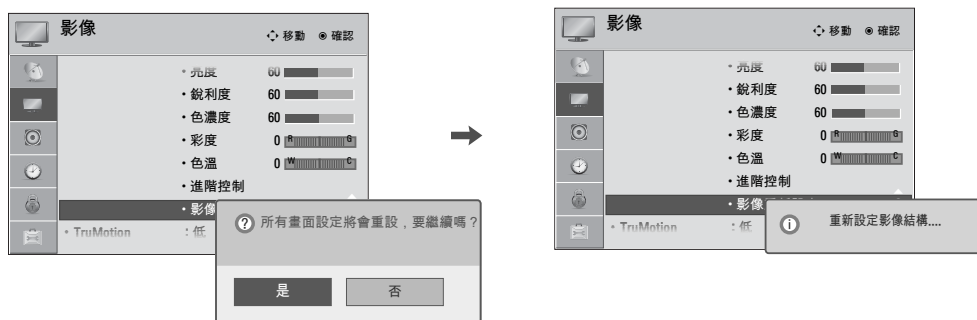 影像
移動 確認
• 亮度 60
• 銳利度 60
• 色濃度 60
• 彩度 0 R G
• 色溫 0 W C
• 進階控制
• 影像
• TruMotion : 低
? 所有畫面設定將會重設，要繼續嗎？
是 否
影像
移動 確認
• 亮度 60
• 銳利度 60
• 色濃度 60
• 彩度 0 R G
• 色溫 0 W C
• 進階控制
• 影像
• TruMotion : 低
i 重新設定影像結構....